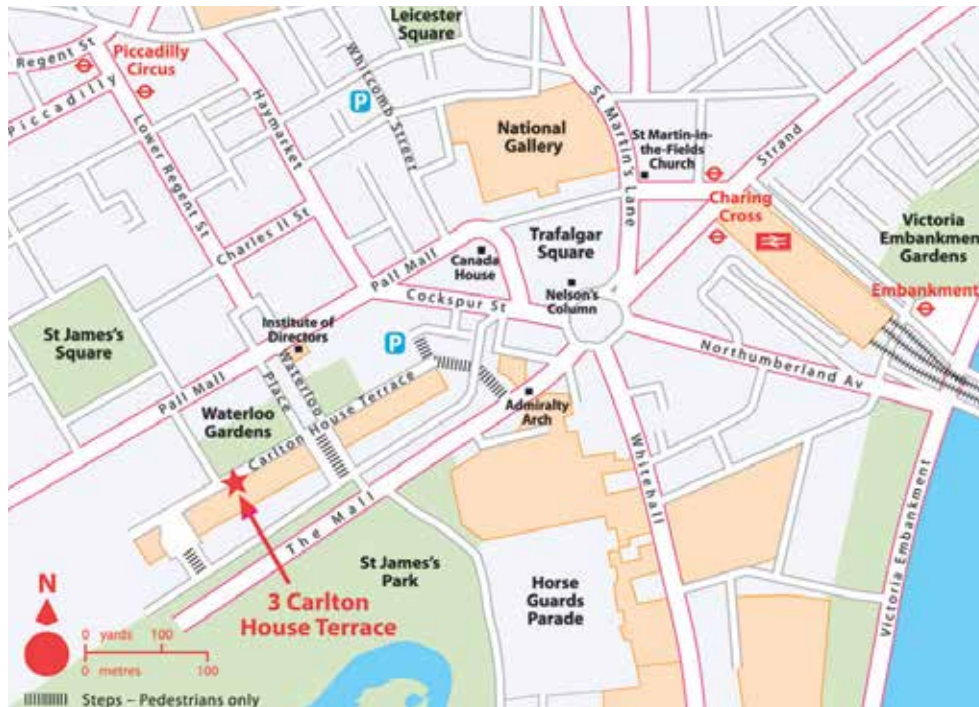 Leicester
Square
Regent St
Piccadilly
Circus
Piccadilly
Haymarket
Whitcomb Street
P
St Martin's Lane
National
Gallery
St Martin-in-
the-Fields
Church
Strand
Lower Regent St
Charing
Cross
Charles II St
Victoria
Embankment
Gardens
Trafalgar
Square
Pall Mall
Canada
House
Embankment
Nelson's
Column
Cockspur St
St James's
Square
Institute of
Directors
P
Northumberland Av
Waterloo
Place
Pall Mall
Waterloo
Gardens
Carlton House Terrace
Admiralty
Arch
Whitehall
The Mall
Victoria Embankment
St James's
Park
Horse
Guards
Parade
3 Carlton
House Terrace
N
0 yards 100
0 metres 100
Steps – Pedestrians only